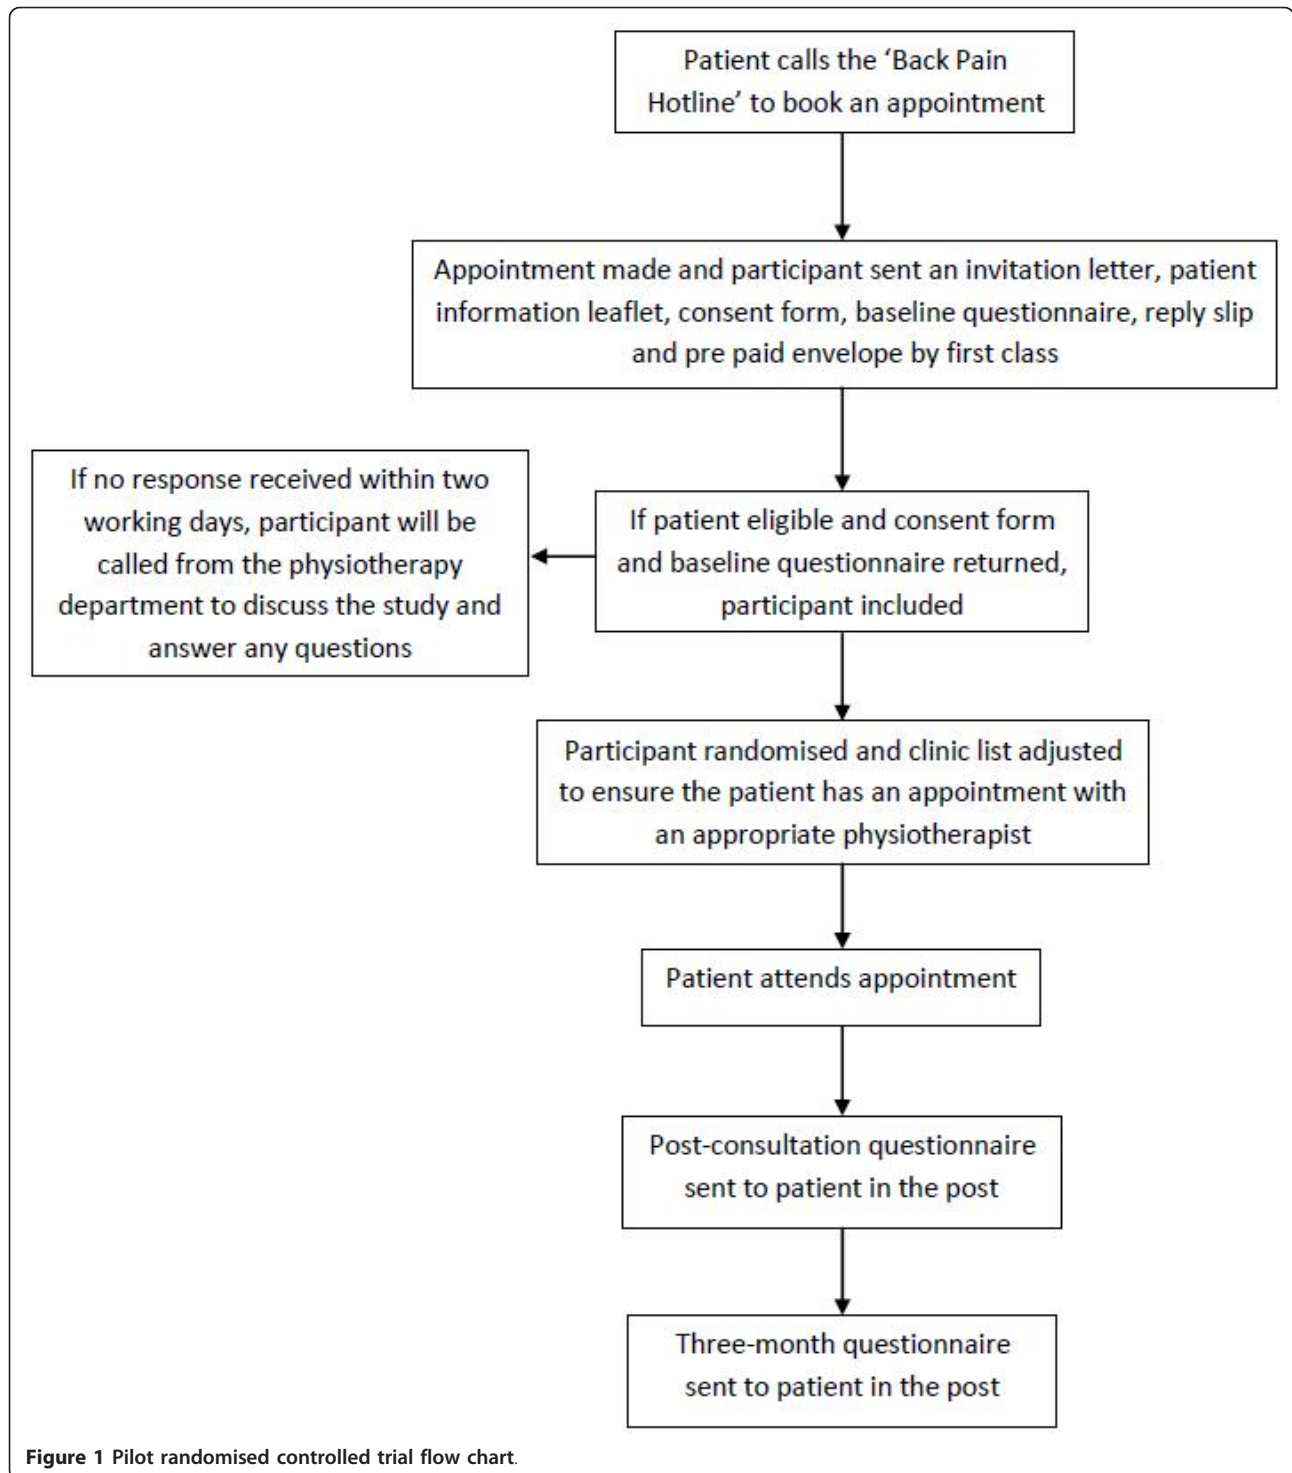 Patient calls the ‘Back Pain
Hotline’ to book an appointment
Appointment made and participant sent an invitation letter, patient
information leaflet, consent form, baseline questionnaire, reply slip
and pre paid envelope by first class
If no response received within two
working days, participant will be
called from the physiotherapy
department to discuss the study and
answer any questions
If patient eligible and consent form
and baseline questionnaire returned,
participant included
Participant randomised and clinic list adjusted
to ensure the patient has an appointment with
an appropriate physiotherapist
Patient attends appointment
Post-consultation questionnaire
sent to patient in the post
Three-month questionnaire
sent to patient in the post
Figure 1 Pilot randomised controlled trial flow chart.